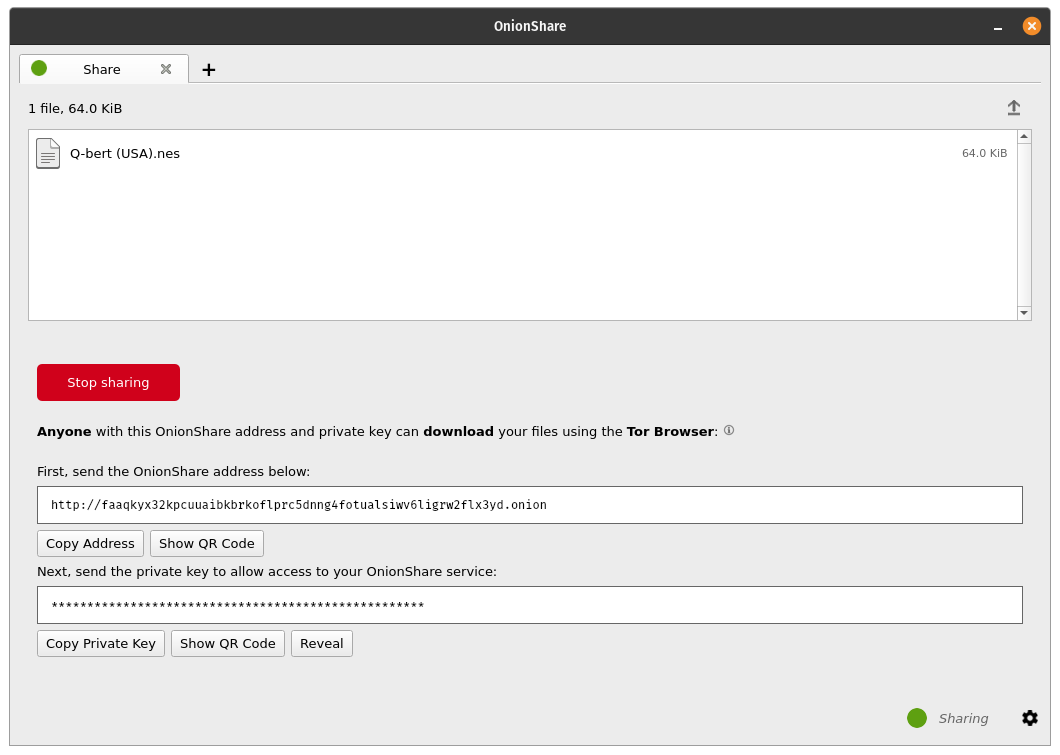 OnionShare
Share
1 file, 64.0 KiB
Q-bert (USA).nes 64.0 KiB
Stop sharing
Anyone with this OnionShare address and private key can download your files using the Tor Browser:
First, send the OnionShare address below:
http://faaqkyx32kpcuuaibkbrkoflprc5dnng4fotualsiwv6ligrw2flx3yd.onion
Copy Address Show QR Code
Next, send the private key to allow access to your OnionShare service:
****************************************************
Copy Private Key Show QR Code Reveal
Sharing